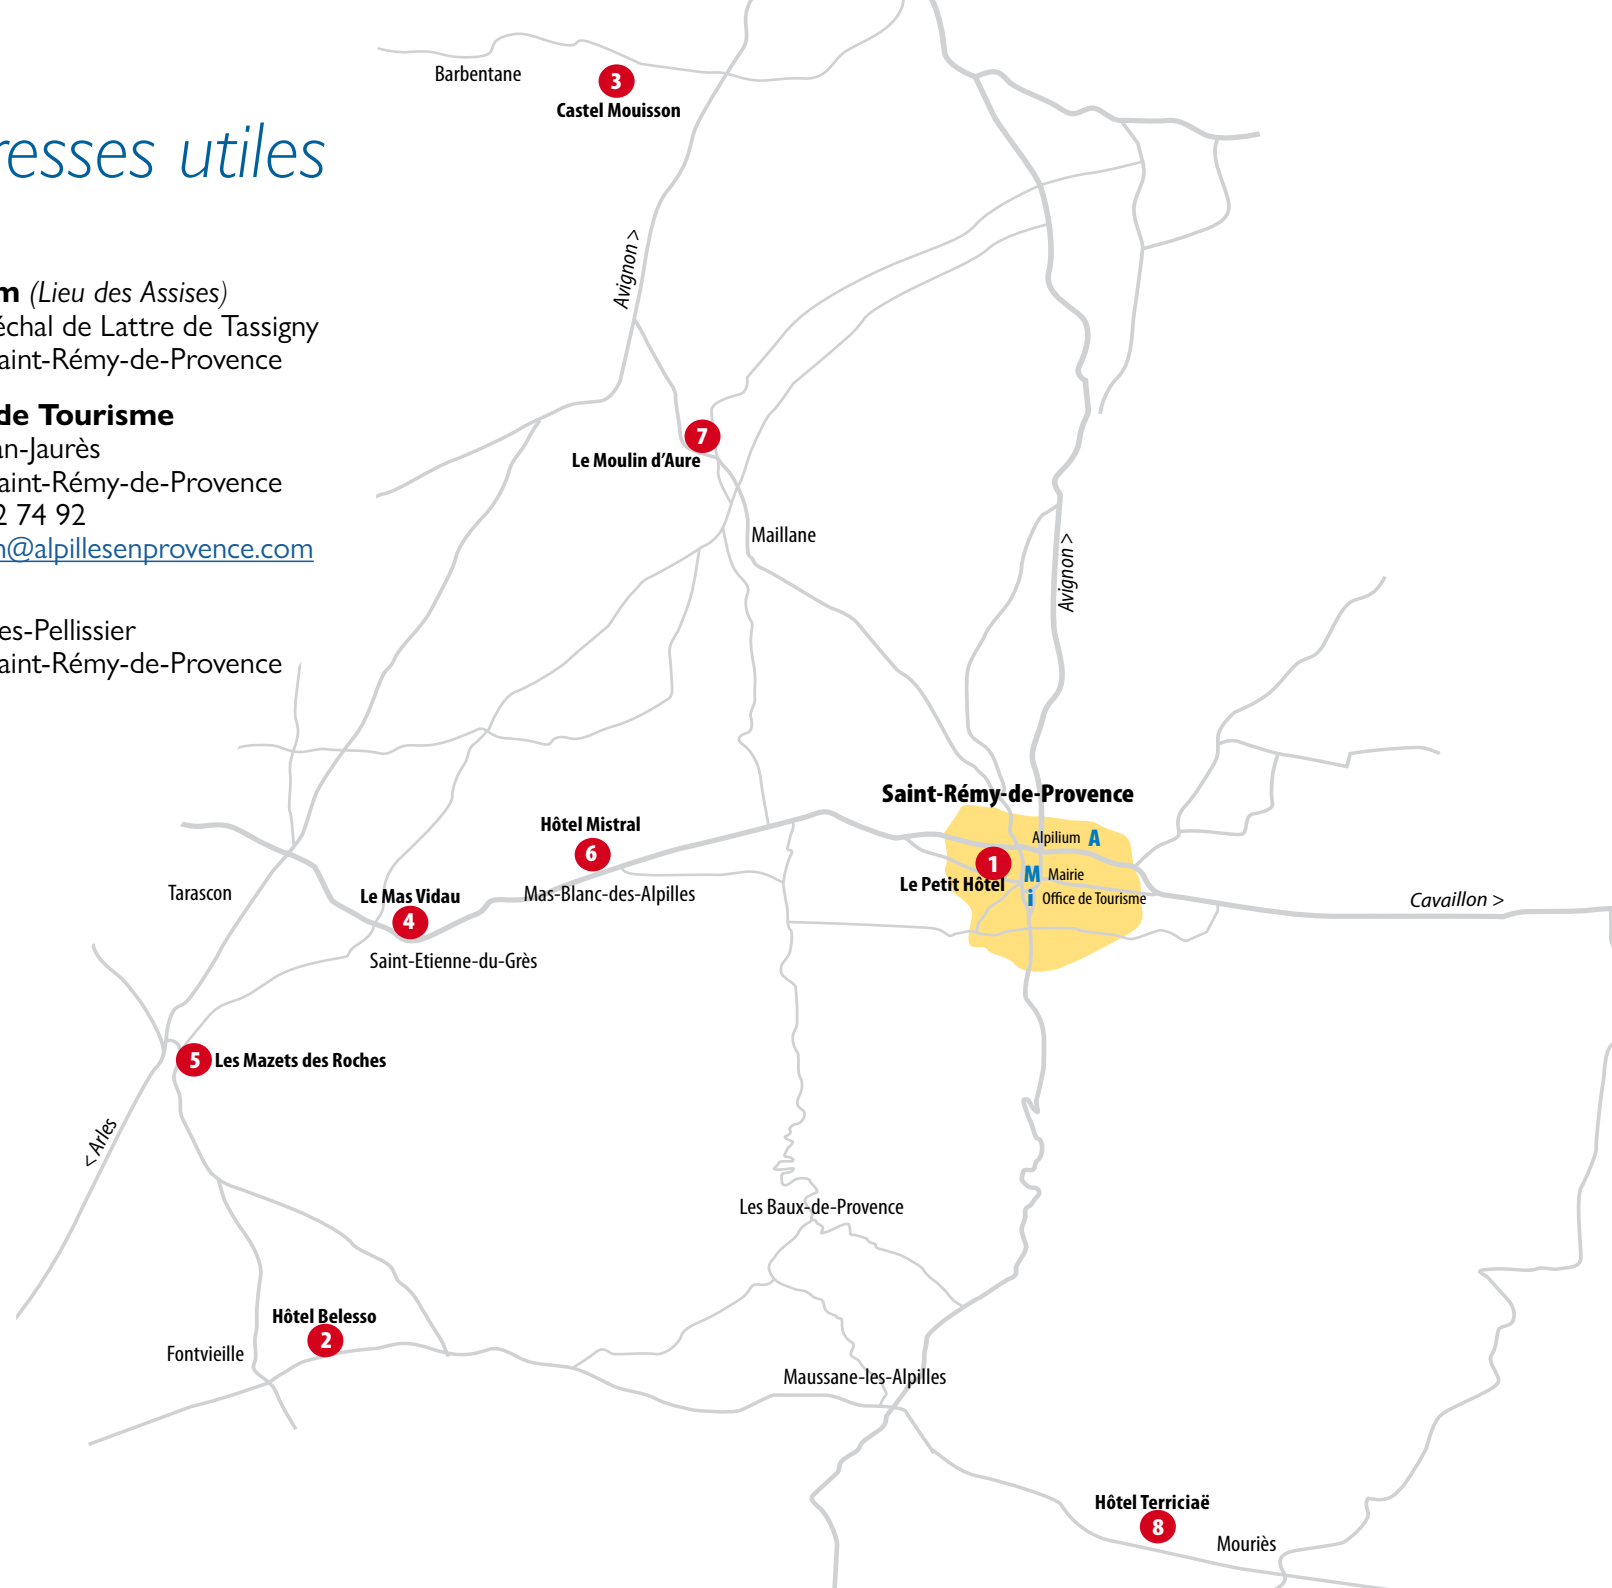 resses utiles
m (Lieu des Assises)
échal de Lattre de Tassigny
aint-Rémy-de-Provence
de Tourisme
an-Jaurès
aint-Rémy-de-Provence
2 74 92
n@alpillesenprovence.com
es-Pellissier
aint-Rémy-de-Provence
Barbentane
3
Castel Mouisson
Avignon >
7
Le Moulin d'Aure
Maillane
Avignon >
Saint-Rémy-de-Provence
Alpilium A
1
Le Petit Hôtel
M Mairie
i Office de Tourisme
Cavaillon >
Hôtel Mistral
6
Mas-Blanc-des-Alpilles
Tarascon
Le Mas Vidau
4
Saint-Etienne-du-Grès
5 Les Mazets des Roches
< Arles
Les Baux-de-Provence
Hôtel Belesso
2
Fontvieille
Maussane-les-Alpilles
Hôtel Terriciaë
8
Mouriès